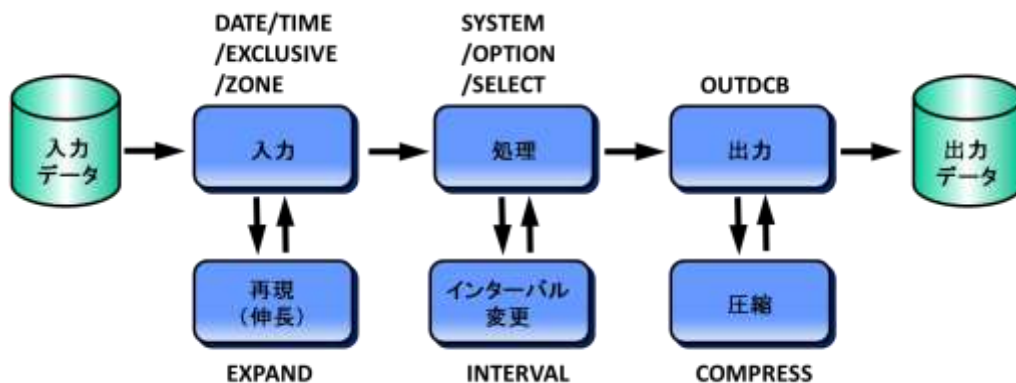 DATE/TIME
/EXCLUSIVE
/ZONE
SYSTEM
/OPTION
/SELECT
OUTDCB
入力
データ
入力
処理
出力
出力
データ
再現
(伸長)
インターバル
変更
圧縮
EXPAND
INTERVAL
COMPRESS